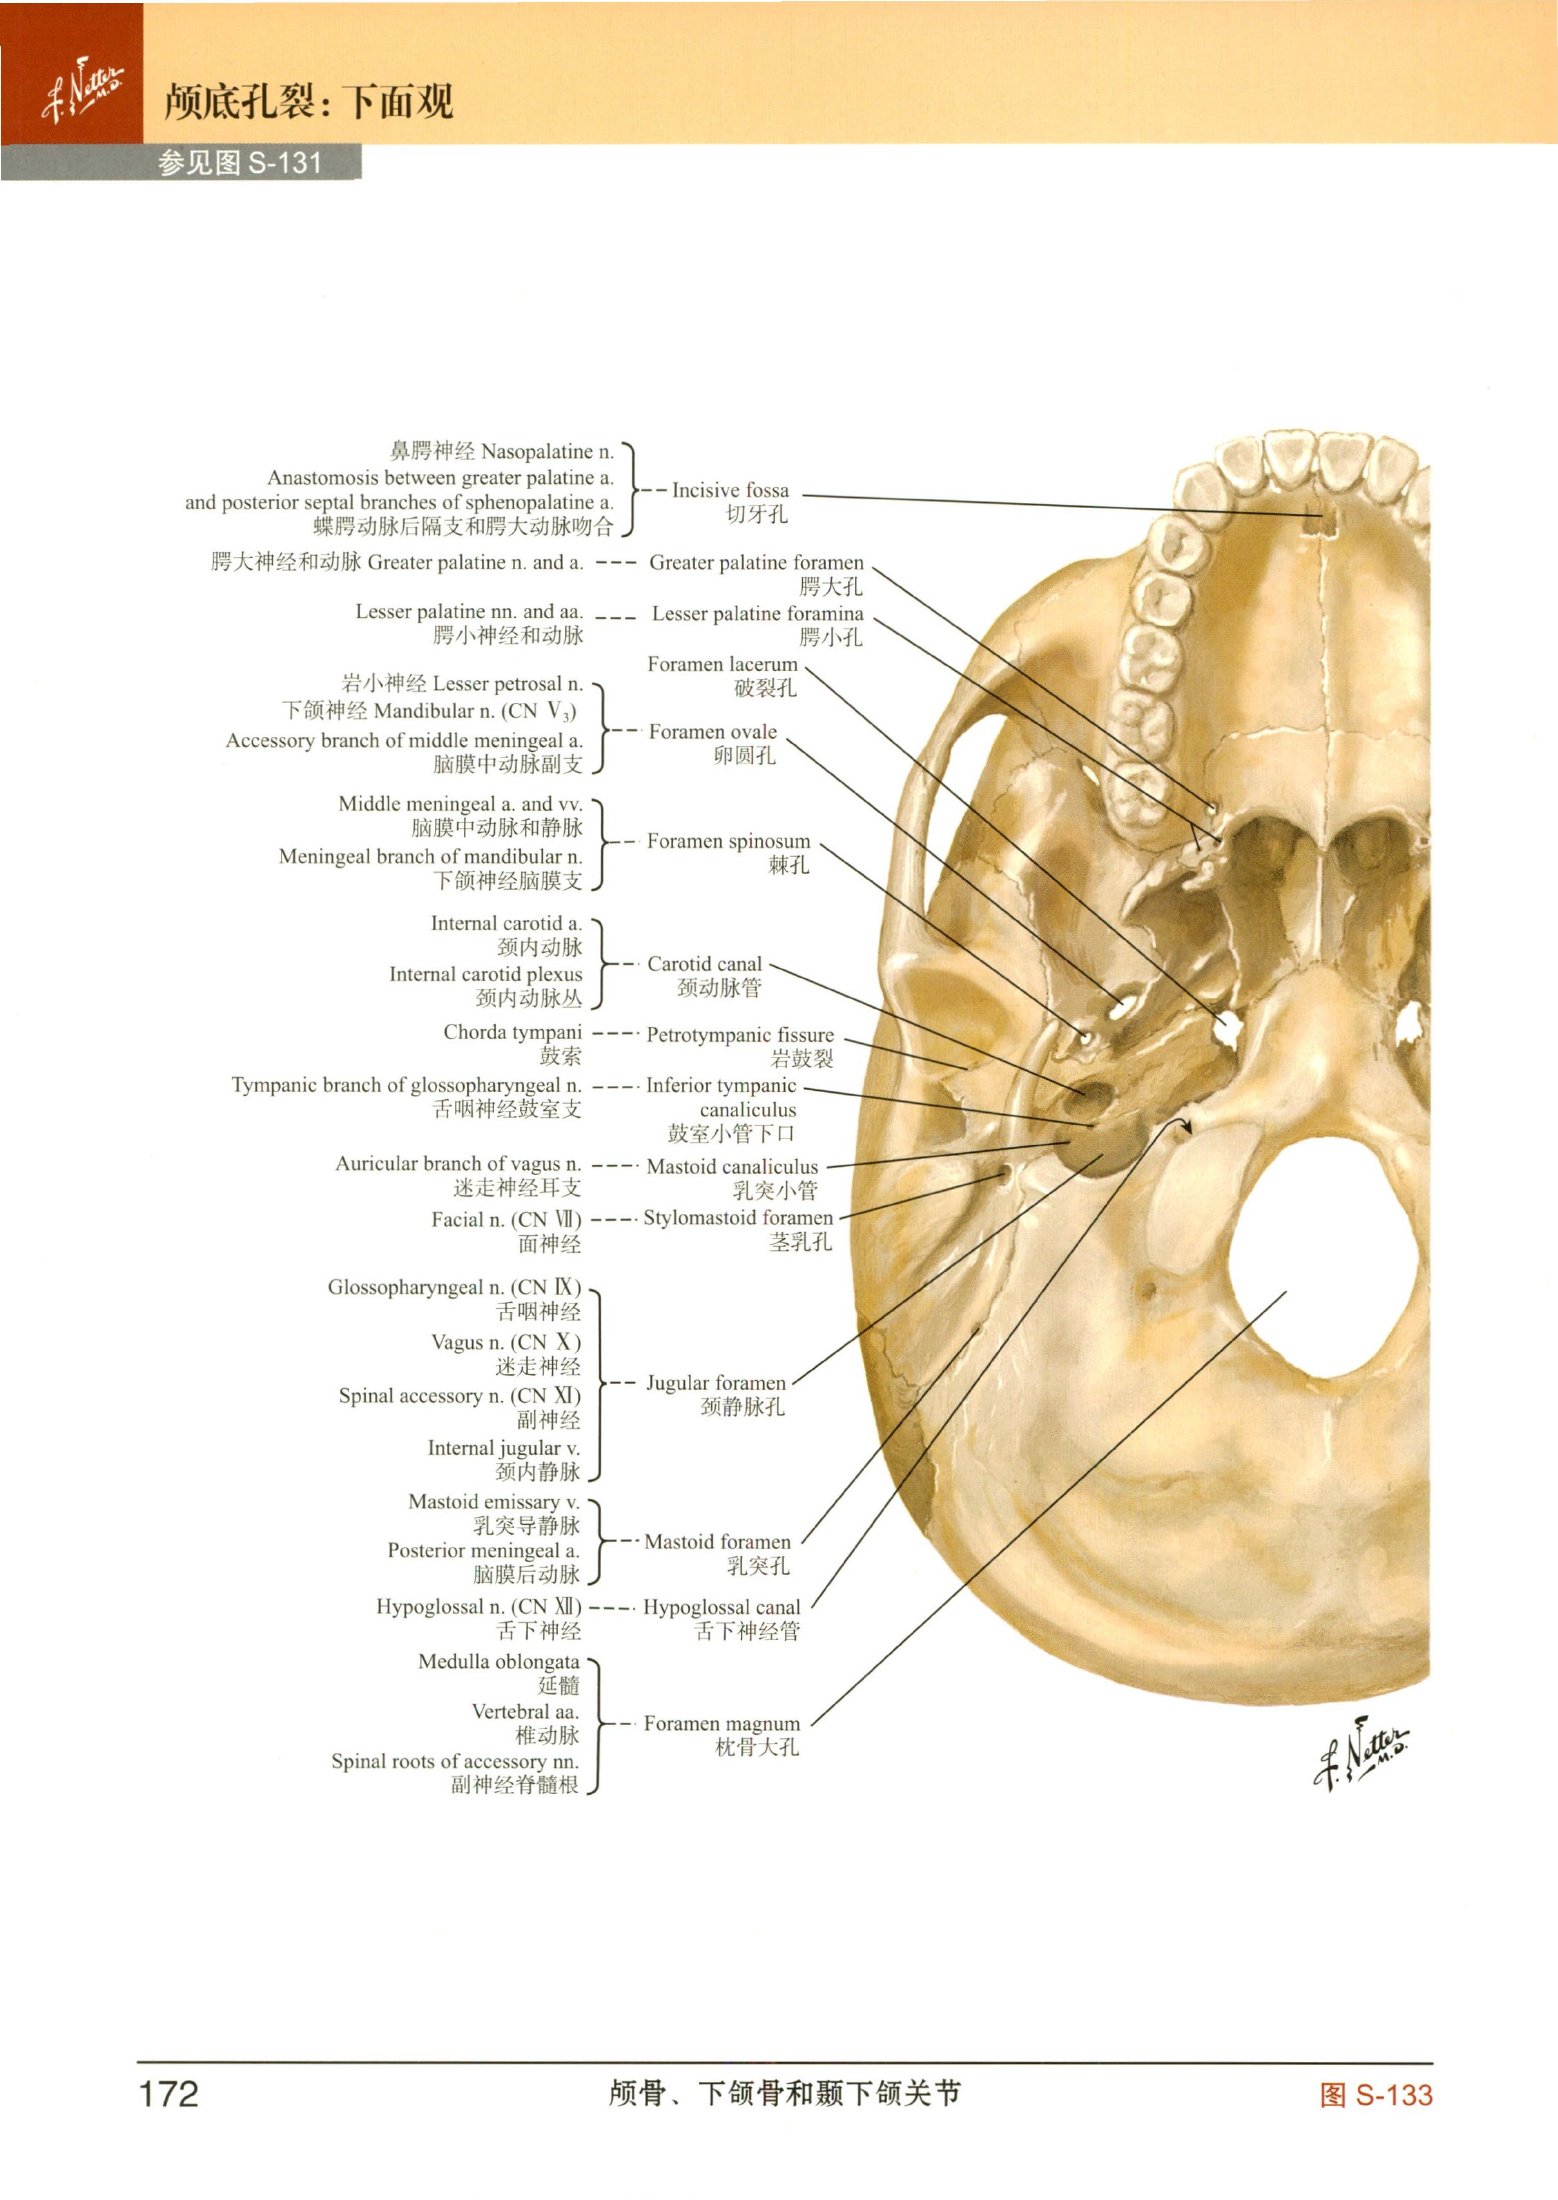 F. Netter M.D.
颅底孔裂：下面观
参见图 S-131
鼻腭神经 Nasopalatine n.
Anastomosis between greater palatine a.
and posterior septal branches of sphenopalatine a.
蝶腭动脉后隔支和腭大动脉吻合
Incisive fossa
切牙孔
腭大神经和动脉 Greater palatine n. and a.
Greater palatine foramen
腭大孔
Lesser palatine nn. and aa.
腭小神经和动脉
Lesser palatine foramina
腭小孔
Foramen lacerum
破裂孔
岩小神经 Lesser petrosal n.
下颌神经 Mandibular n. (CN Ⅴ₃)
Accessory branch of middle meningeal a.
脑膜中动脉副支
Foramen ovale
卵圆孔
Middle meningeal a. and vv.
脑膜中动脉和静脉
Meningeal branch of mandibular n.
下颌神经脑膜支
Foramen spinosum
棘孔
Internal carotid a.
颈内动脉
Internal carotid plexus
颈内动脉丛
Carotid canal
颈动脉管
Chorda tympani
鼓索
Petrotympanic fissure
岩鼓裂
Tympanic branch of glossopharyngeal n.
舌咽神经鼓室支
Inferior tympanic
canaliculus
鼓室小管下口
Auricular branch of vagus n.
迷走神经耳支
Mastoid canaliculus
乳突小管
Facial n. (CN Ⅶ)
面神经
Stylomastoid foramen
茎乳孔
Glossopharyngeal n. (CN Ⅸ)
舌咽神经
Vagus n. (CN Ⅹ)
迷走神经
Spinal accessory n. (CN Ⅺ)
副神经
Internal jugular v.
颈内静脉
Jugular foramen
颈静脉孔
Mastoid emissary v.
乳突导静脉
Posterior meningeal a.
脑膜后动脉
Mastoid foramen
乳突孔
Hypoglossal n. (CN Ⅻ)
舌下神经
Hypoglossal canal
舌下神经管
Medulla oblongata
延髓
Vertebral aa.
椎动脉
Spinal roots of accessory nn.
副神经脊髓根
Foramen magnum
枕骨大孔
F. Netter M.D.
172
颅骨、下颌骨和颞下颌关节
图 S-133